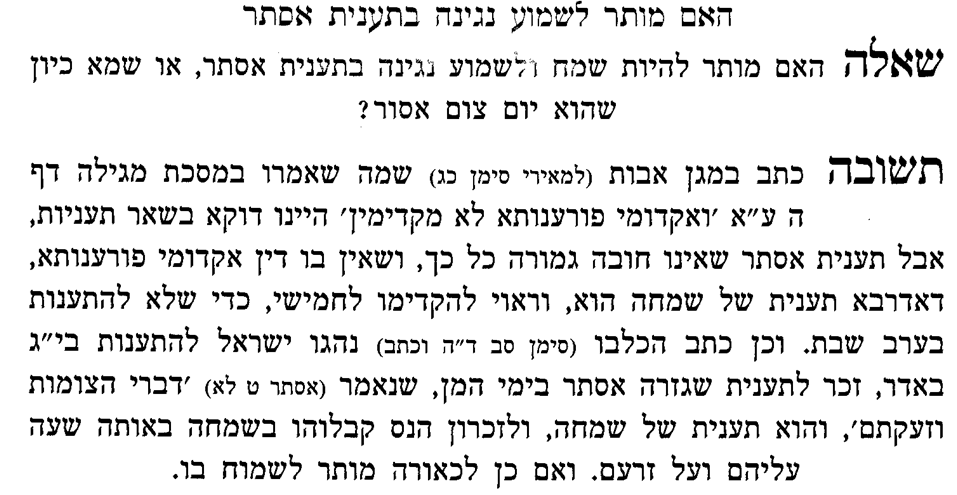 האם מותר לשמוע נגינה בתענית אסתר
שאלה האם מותר להיות שמח ולשמוע נגינה בתענית אסתר, או שמא כיון
שהוא יום צום אסור?
תשובה כתב במגן אבות (למאירי סימן כג) שמה שאמרו במסכת מגילה דף
ה ע״א ׳ואקדומי פורענותא לא מקדימין׳ היינו דוקא בשאר תעניות,
אבל תענית אסתר שאינו חובה גמורה כל כך, ושאין בו דין אקדומי פורענותא,
דאדרבא תענית של שמחה הוא, וראוי להקדימו לחמישי, כדי שלא להתענות
בערב שבת. וכן כתב הכלבו (סימן סב ד״ה וכתב) נהגו ישראל להתענות בי״ג
באדר, זכר לתענית שגזרה אסתר בימי המן, שנאמר (אסתר ט לא) ׳דברי הצומות
וזעקתם׳, והוא תענית של שמחה, ולזכרון הנס קבלוהו בשמחה באותה שעה
עליהם ועל זרעם. ואם כן לכאורה מותר לשמוח בו.